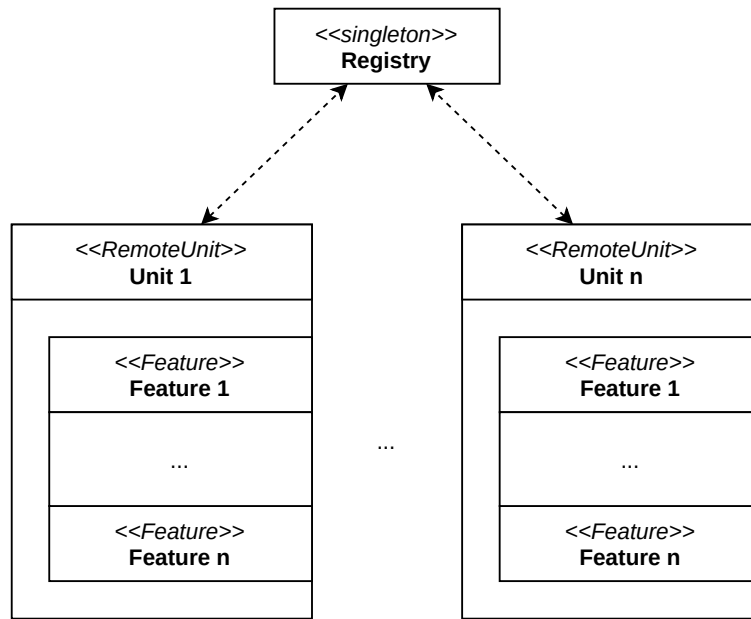 <<singleton>>
Registry
<<RemoteUnit>>
Unit 1
<<Feature>>
Feature 1
...
<<Feature>>
Feature n
...
<<RemoteUnit>>
Unit n
<<Feature>>
Feature 1
...
<<Feature>>
Feature n